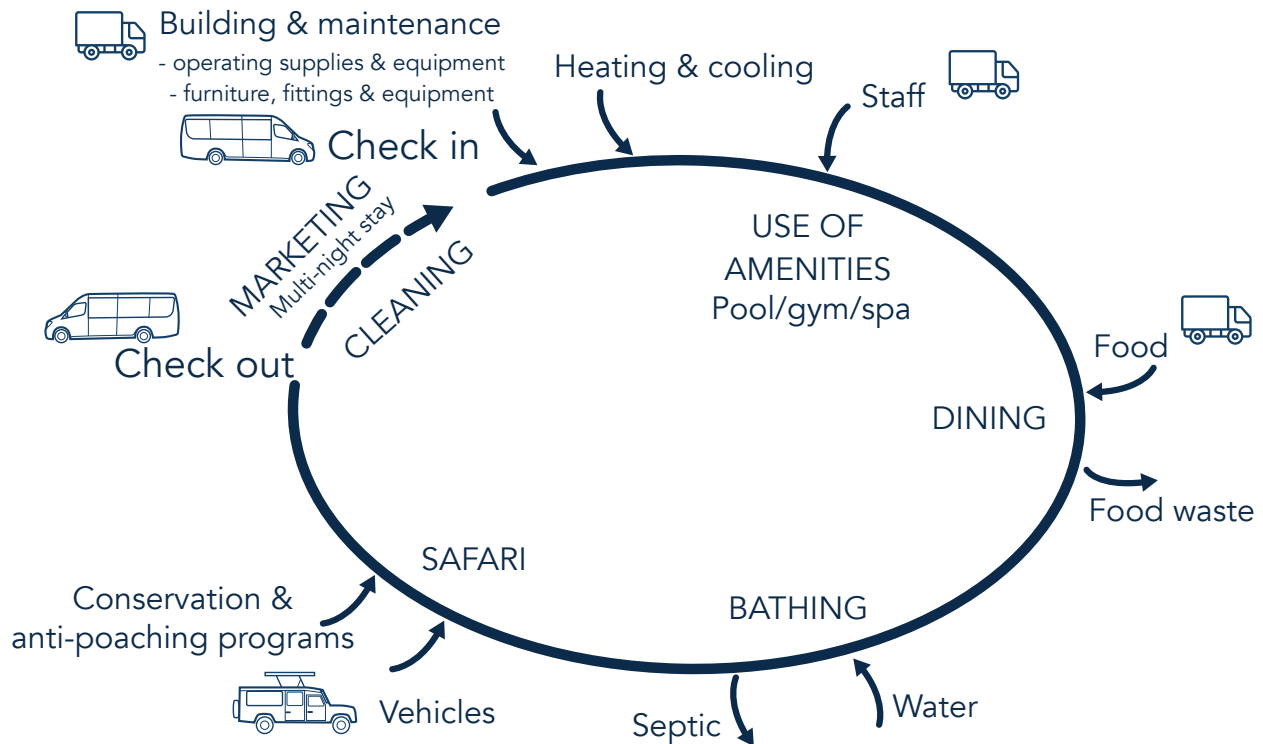 Building & maintenance
- operating supplies & equipment
- furniture, fittings & equipment
Heating & cooling
Staff
Check in
MARKETING
Multi-night stay
CLEANING
USE OF
AMENITIES
Pool/gym/spa
Check out
Food
DINING
Food waste
SAFARI
BATHING
Conservation &
anti-poaching programs
Vehicles
Septic
Water